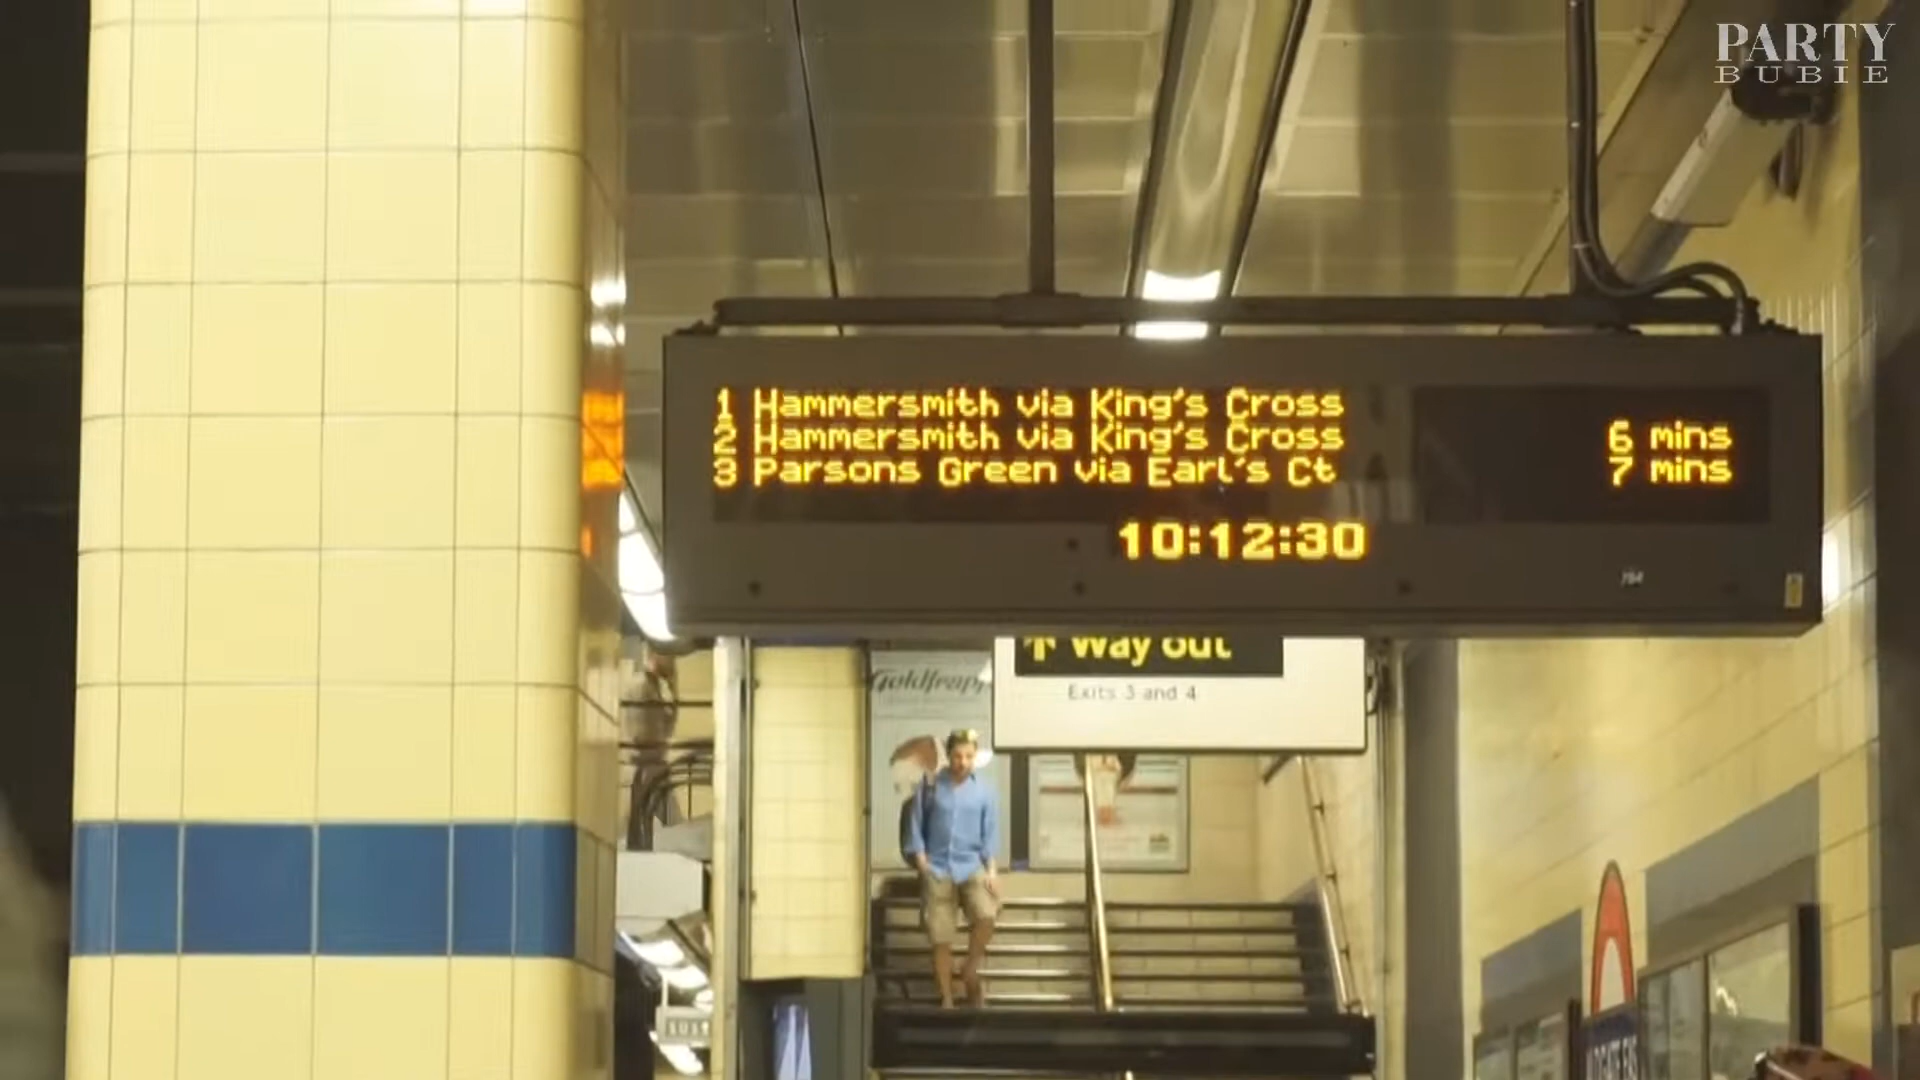 PARTY
BUBIE
1 Hammersmith via King's Cross
2 Hammersmith via King's Cross 6 mins
3 Parsons Green via Earl's Ct 7 mins
10:12:30
↑ Way out
Exits 3 and 4
Goldfrapp